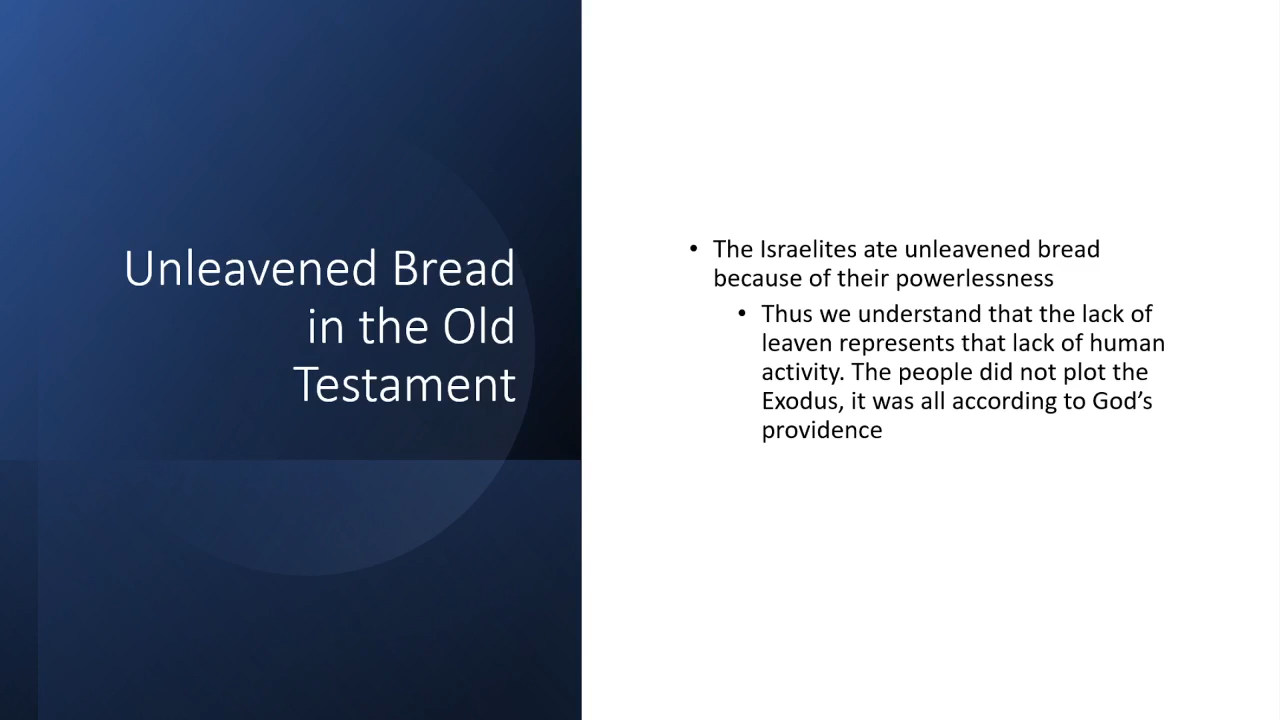 Unleavened Bread
in the Old
Testament
• The Israelites ate unleavened bread
because of their powerlessness
• Thus we understand that the lack of
leaven represents that lack of human
activity. The people did not plot the
Exodus, it was all according to God’s
providence